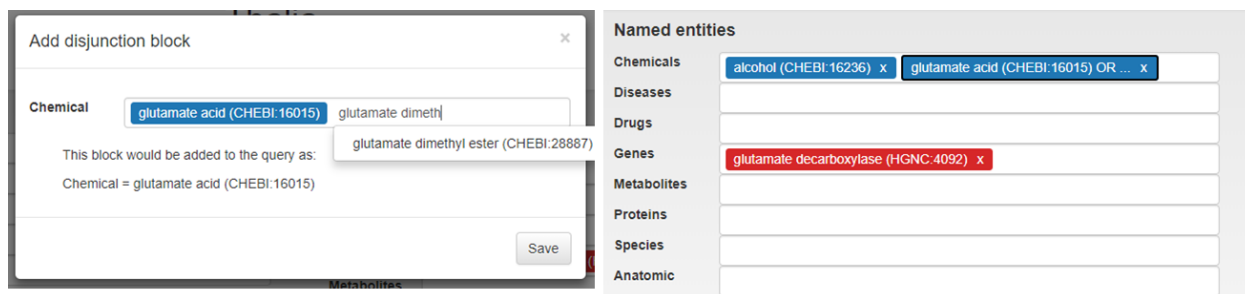 Add disjunction block ×
Chemical glutamate acid (CHEBI:16015) glutamate dimeth
glutamate dimethyl ester (CHEBI:28887)
This block would be added to the query as:
Chemical = glutamate acid (CHEBI:16015)
Save
Metabolites
Named entities
Chemicals alcohol (CHEBI:16236) x glutamate acid (CHEBI:16015) OR ... x
Diseases
Drugs
Genes glutamate decarboxylase (HGNC:4092) x
Metabolites
Proteins
Species
Anatomic